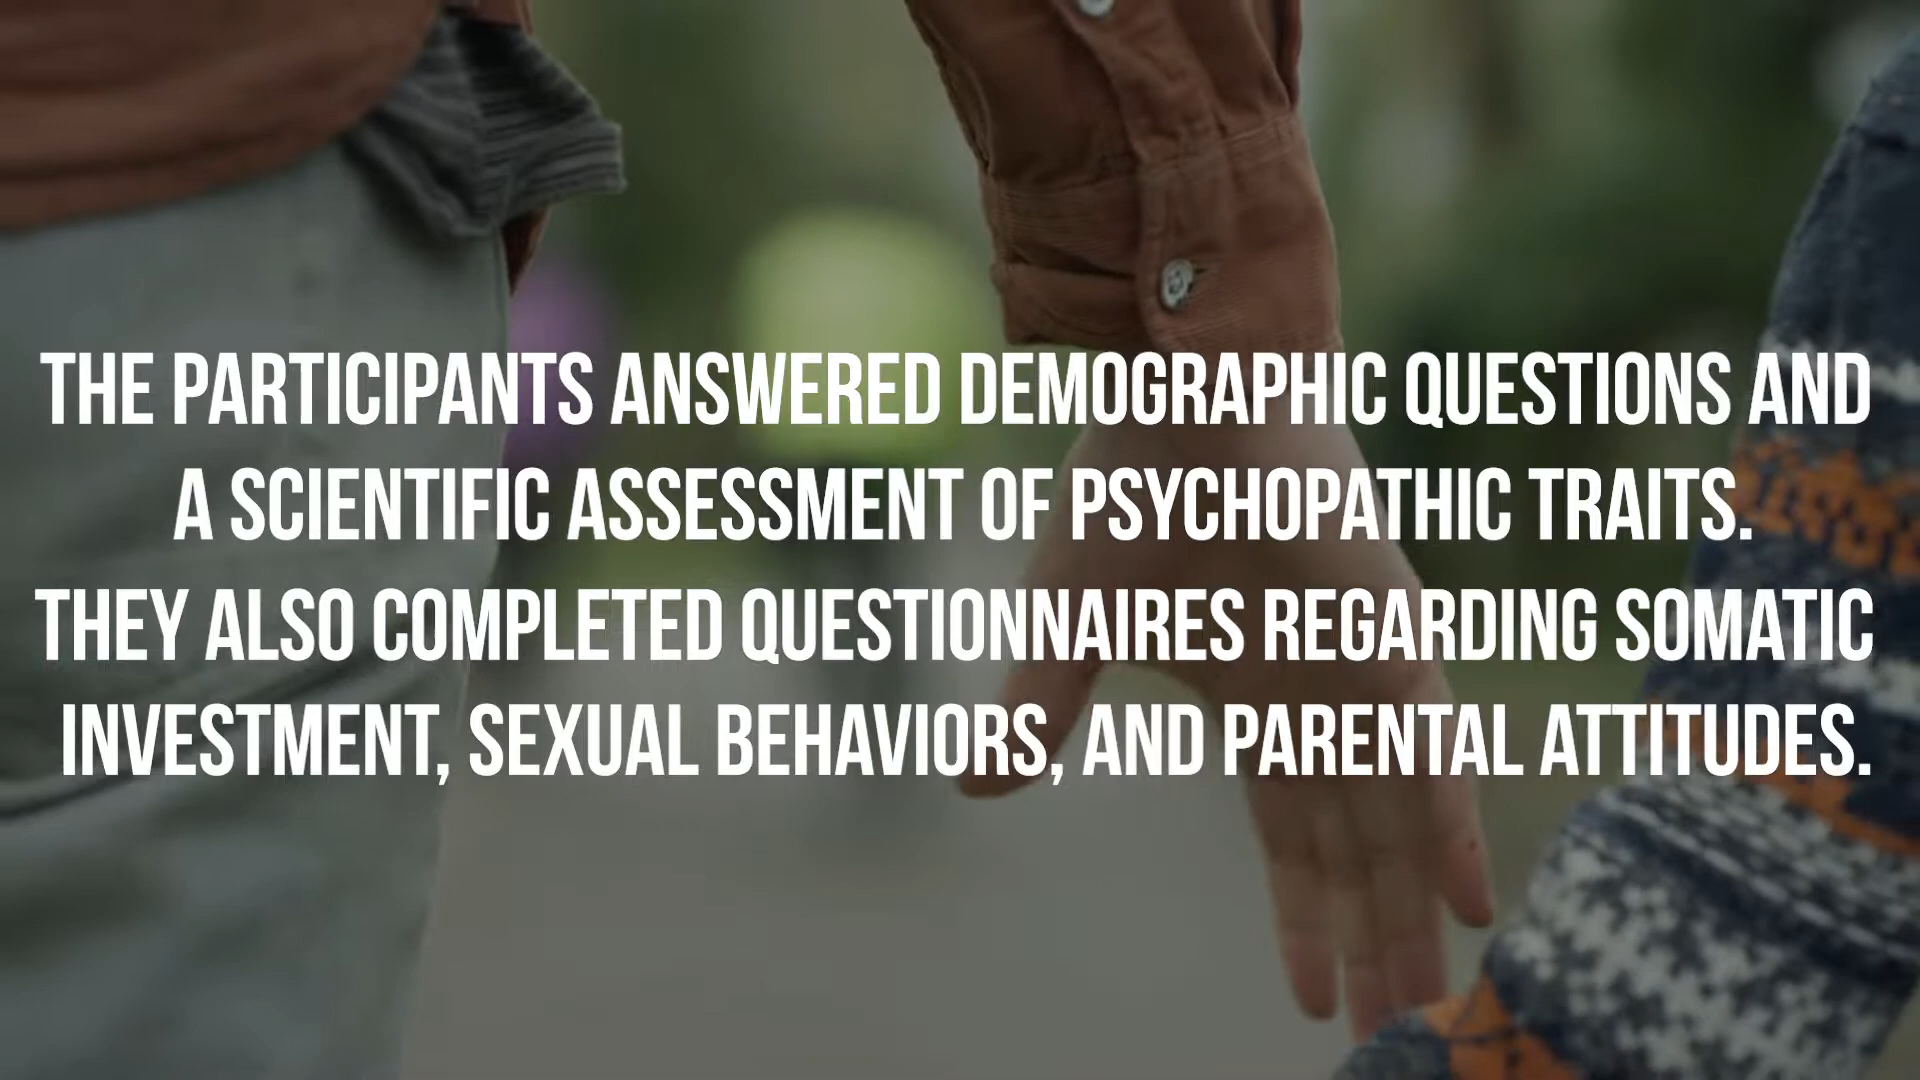 THE PARTICIPANTS ANSWERED DEMOGRAPHIC QUESTIONS AND
A SCIENTIFIC ASSESSMENT OF PSYCHOPATHIC TRAITS.
THEY ALSO COMPLETED QUESTIONNAIRES REGARDING SOMATIC
INVESTMENT, SEXUAL BEHAVIORS, AND PARENTAL ATTITUDES.